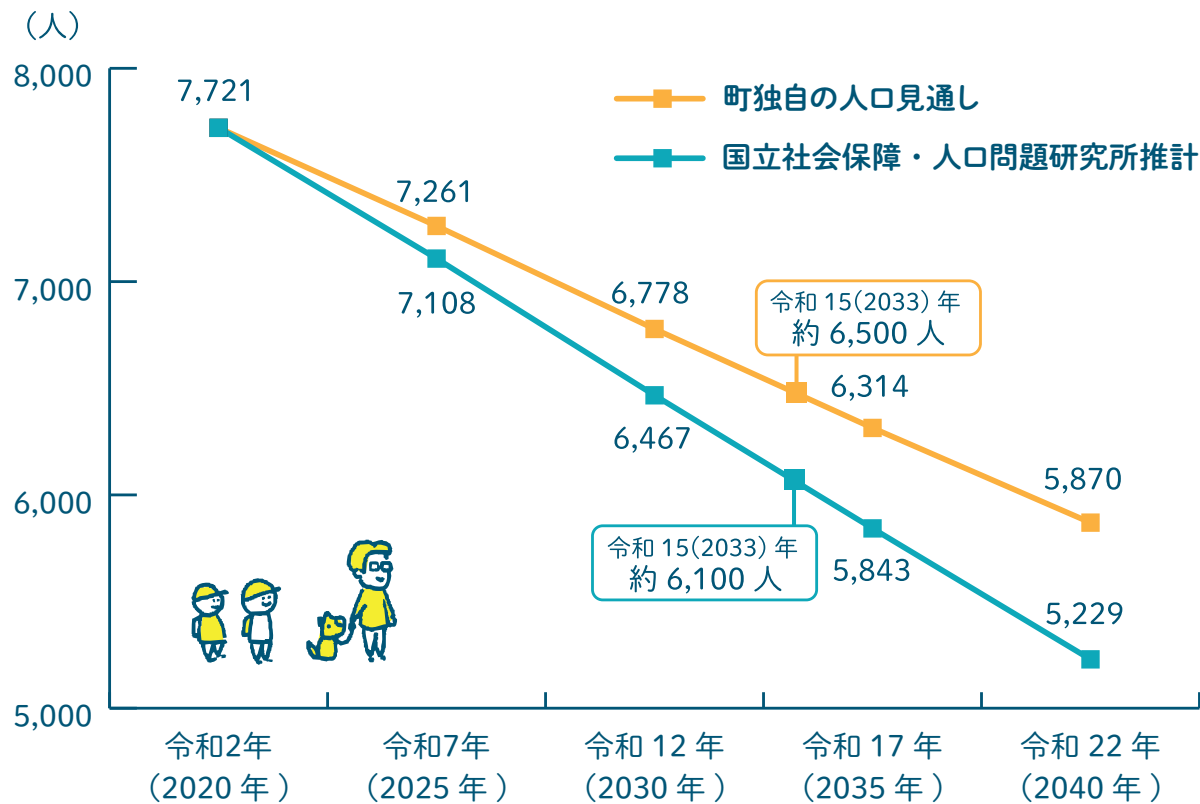 （人）
8,000
7,000
6,000
5,000
町独自の人口見通し
国立社会保障・人口問題研究所推計
7,721
7,261
7,108
6,778
6,467
令和 15（2033）年
約 6,500 人
6,314
令和 15（2033）年
約 6,100 人
5,843
5,870
5,229
令和2年
（2020 年 ）
令和7年
（2025 年 ）
令和 12 年
（2030 年 ）
令和 17 年
（2035 年 ）
令和 22 年
（2040 年 ）